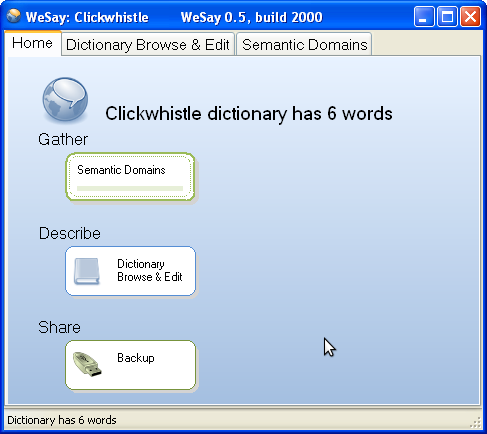 WeSay: Clickwhistle WeSay 0.5, build 2000
Home Dictionary Browse & Edit Semantic Domains
Clickwhistle dictionary has 6 words
Gather
Semantic Domains
Describe
Dictionary
Browse & Edit
Share
Backup
Dictionary has 6 words